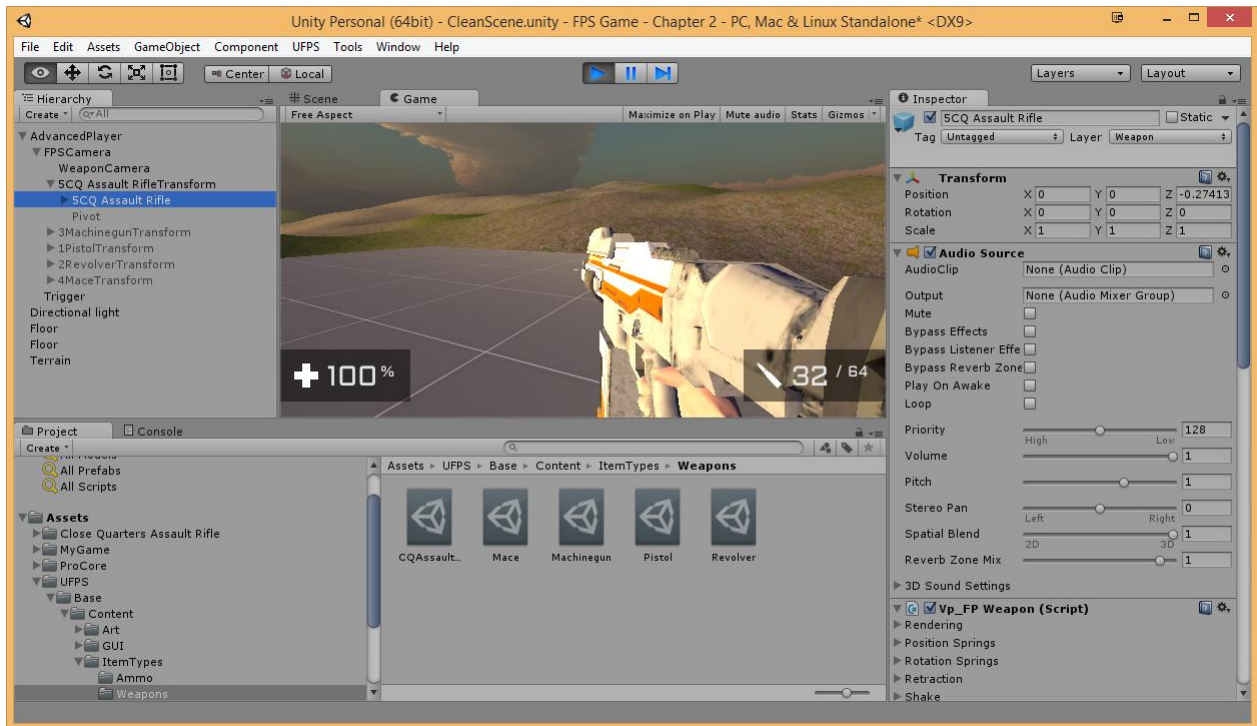 Unity Personal (64bit) - CleanScene.unity - FPS Game - Chapter 2 - PC, Mac & Linux Standalone* <DX9>
File Edit Assets GameObject Component UFPS Tools Window Help
Center Local
Layers Layout
Hierarchy
Create All
AdvancedPlayer
FPSCamera
WeaponCamera
5CQ Assault RifleTransform
5CQ Assault Rifle
Pivot
3MachinegunTransform
1PistolTransform
2RevolverTransform
4MaceTransform
Trigger
Directional light
Floor
Floor
Terrain
Scene Game
Free Aspect Maximize on Play Mute audio Stats Gizmos
100%
32 / 64
Project Console
Create
All Prefabs
All Scripts
Assets
Close Quarters Assault Rifle
MyGame
ProCore
UFPS
Base
Content
Art
GUI
ItemTypes
Ammo
Weapons
Assets UFPS Base Content ItemTypes Weapons
CQAssault... Mace Machinegun Pistol Revolver
Inspector
5CQ Assault Rifle Static
Tag Untagged Layer Weapon
Transform
Position X 0 Y 0 Z -0.27413
Rotation X 0 Y 0 Z 0
Scale X 1 Y 1 Z 1
Audio Source
AudioClip None (Audio Clip)
Output None (Audio Mixer Group)
Mute
Bypass Effects
Bypass Listener Effe
Bypass Reverb Zone
Play On Awake
Loop
Priority 128
High Low
Volume 1
Pitch 1
Stereo Pan 0
Left Right
Spatial Blend 1
2D 3D
Reverb Zone Mix 1
3D Sound Settings
Vp_FP Weapon (Script)
Rendering
Position Springs
Rotation Springs
Retraction
Shake